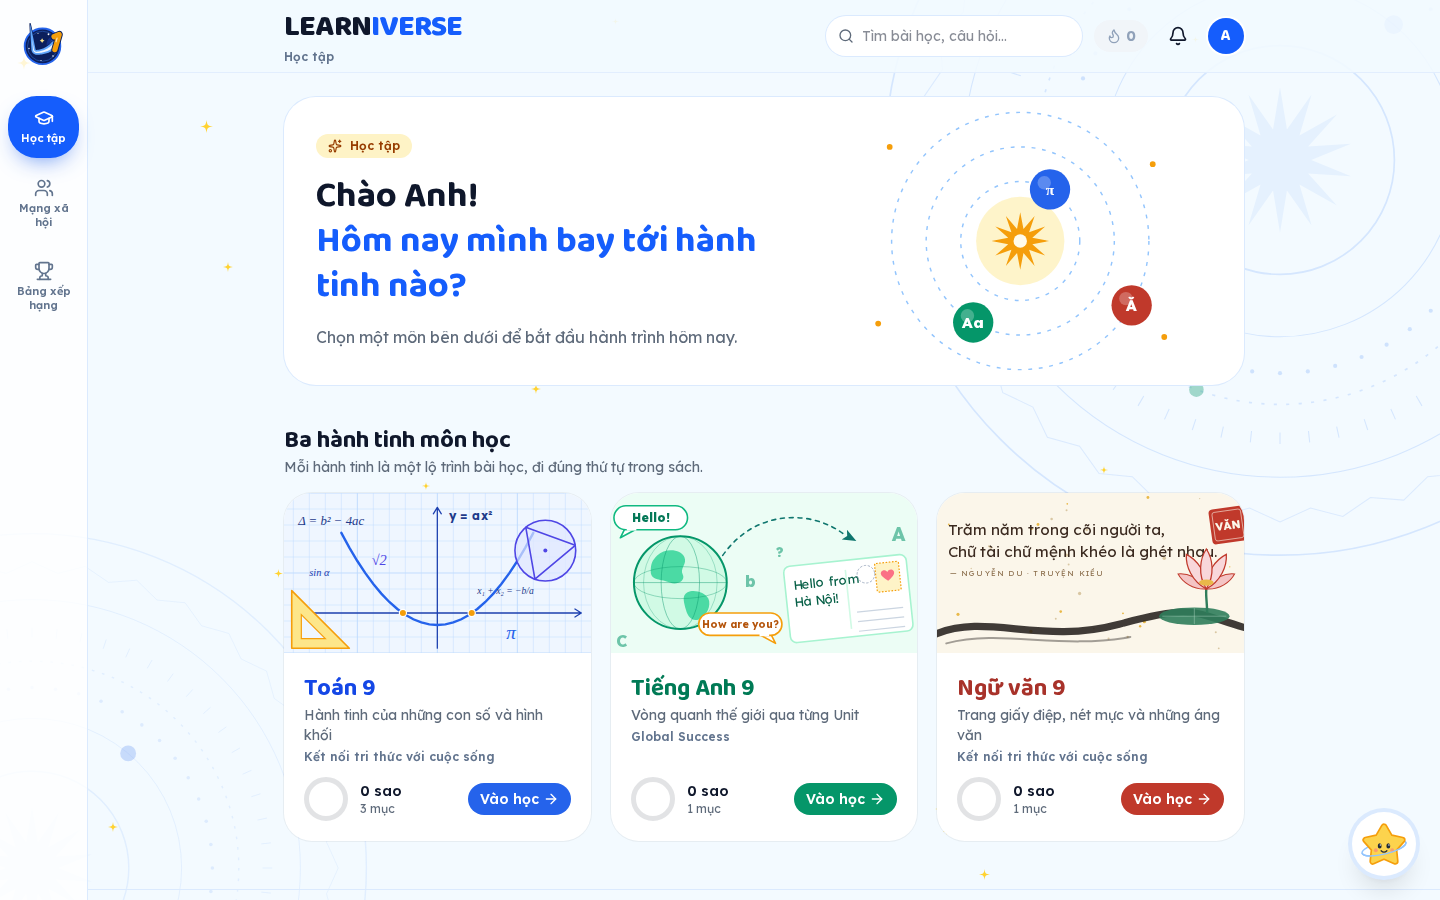 LEARNIVERSE
Học tập
Tìm bài học, câu hỏi...
0
A
Học tập
Mạng xã
hội
Bảng xếp
hạng
Học tập
Chào Anh!
Hôm nay mình bay tới hành
tinh nào?
Chọn một môn bên dưới để bắt đầu hành trình hôm nay.
π
Aa
Ă
Ba hành tinh môn học
Mỗi hành tinh là một lộ trình bài học, đi đúng thứ tự trong sách.
Δ = b² − 4ac
y = ax²
√2
sin α
x₁ + x₂ = −b/a
π
Toán 9
Hành tinh của những con số và hình
khối
Kết nối tri thức với cuộc sống
0 sao
3 mục
Vào học
Hello!
A
?
b
Hello from
Hà Nội!
How are you?
C
Tiếng Anh 9
Vòng quanh thế giới qua từng Unit
Global Success
0 sao
1 mục
Vào học
VĂN
Trăm năm trong cõi người ta,
Chữ tài chữ mệnh khéo là ghét nhau.
— NGUYỄN DU · TRUYỆN KIỀU
Ngữ văn 9
Trang giấy điệp, nét mực và những áng
văn
Kết nối tri thức với cuộc sống
0 sao
1 mục
Vào học